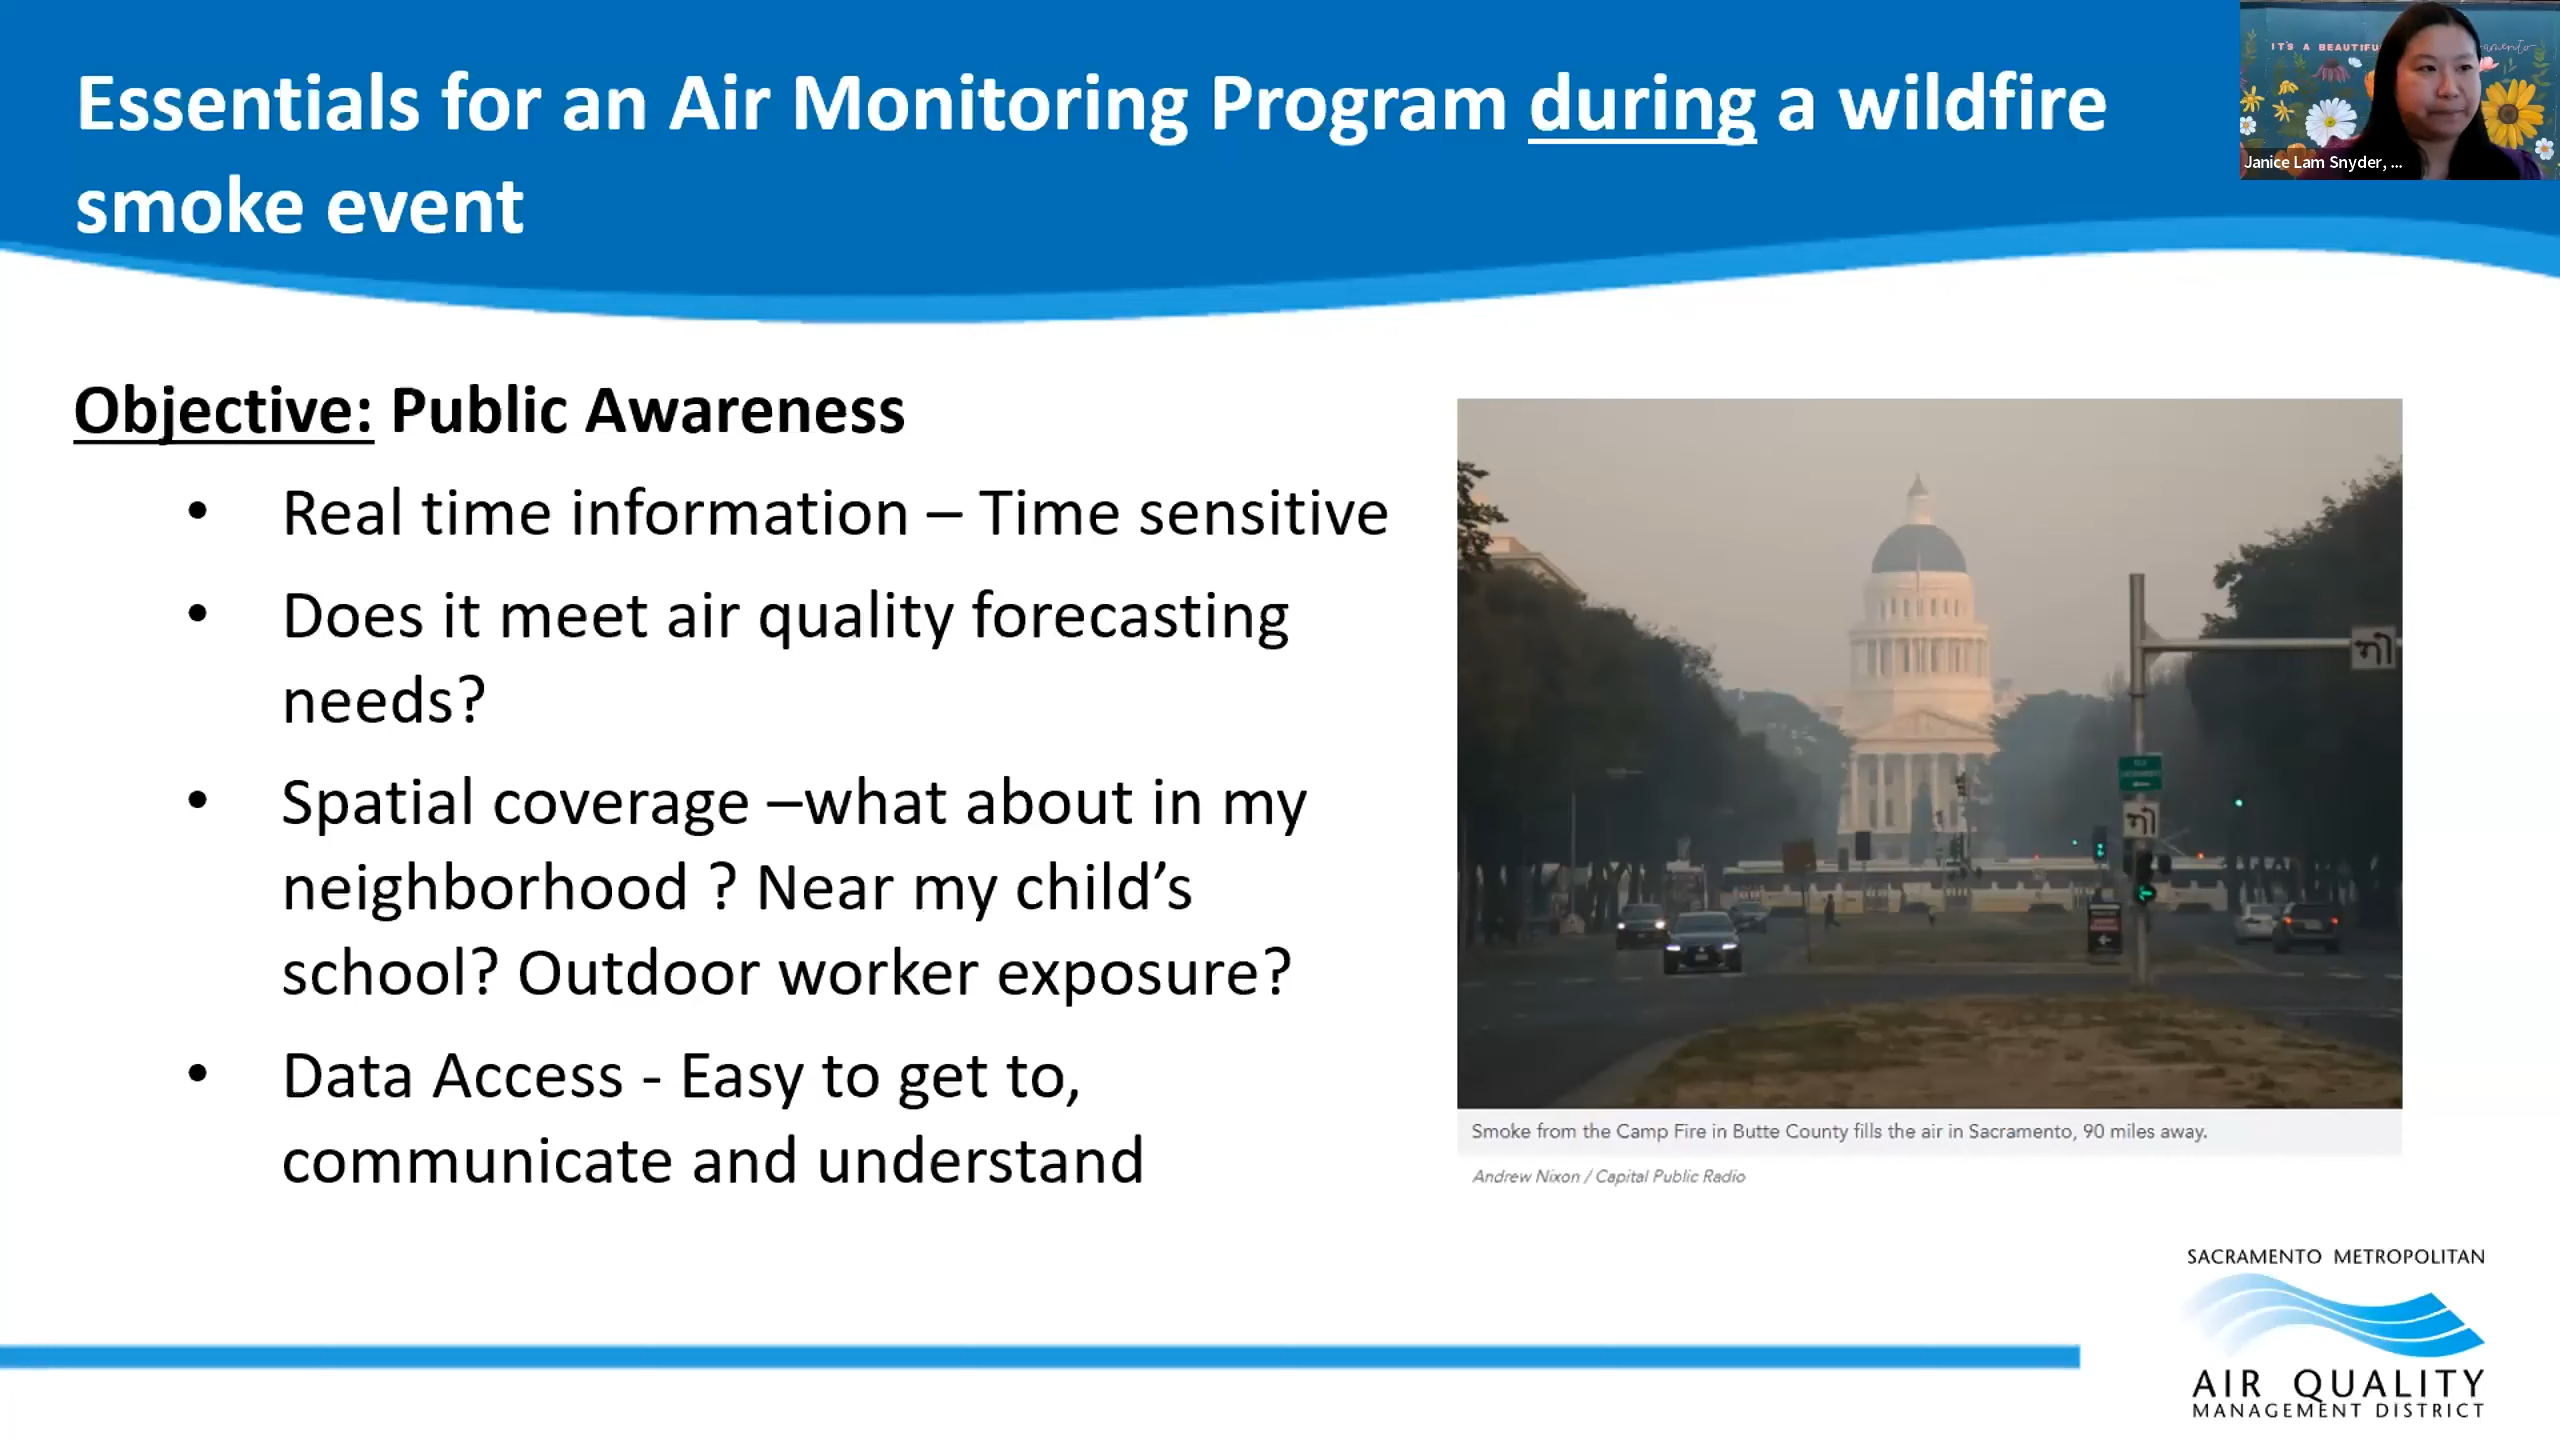 Essentials for an Air Monitoring Program during a wildfire
smoke event
IT'S A BEAUTIFU
Janice Lam Snyder, ...
Objective: Public Awareness
• Real time information – Time sensitive
• Does it meet air quality forecasting
needs?
• Spatial coverage –what about in my
neighborhood ? Near my child’s
school? Outdoor worker exposure?
• Data Access - Easy to get to,
communicate and understand
Smoke from the Camp Fire in Butte County fills the air in Sacramento, 90 miles away.
Andrew Nixon / Capital Public Radio
SACRAMENTO METROPOLITAN
AIR QUALITY
MANAGEMENT DISTRICT